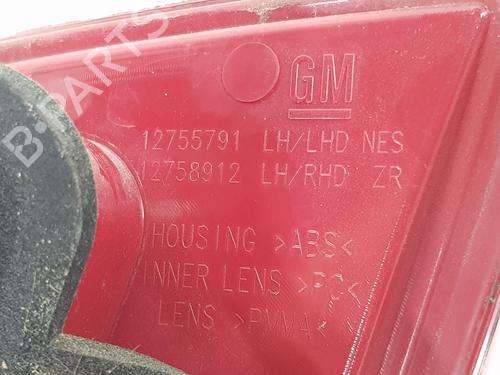 GM
12755791 LH/LHD NES
12758912 LH/RHD ZR
HOUSING >ABS<
INNER LENS >PC<
LENS >PMMA<
B-PARTS